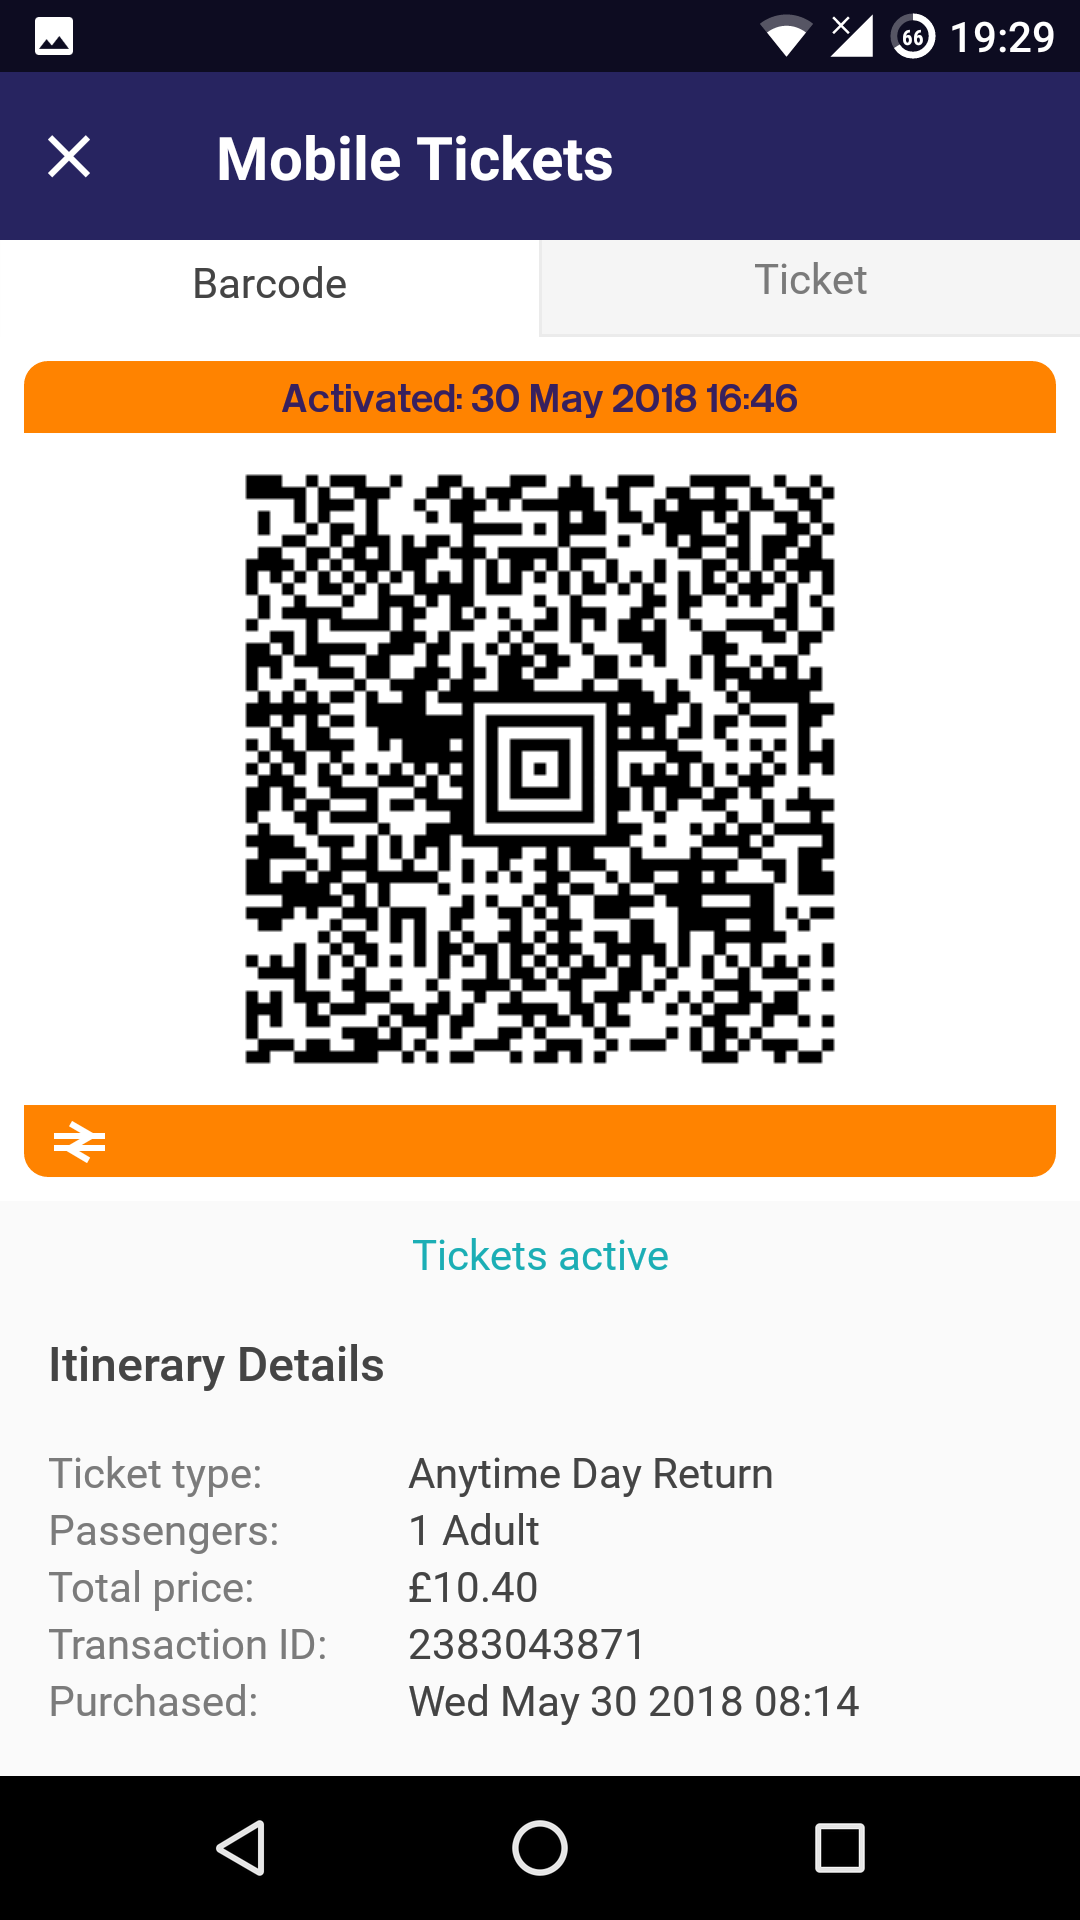 66 19:29
Mobile Tickets
Barcode Ticket
Activated: 30 May 2018 16:46
Tickets active
Itinerary Details
Ticket type: Anytime Day Return
Passengers: 1 Adult
Total price: £10.40
Transaction ID: 2383043871
Purchased: Wed May 30 2018 08:14